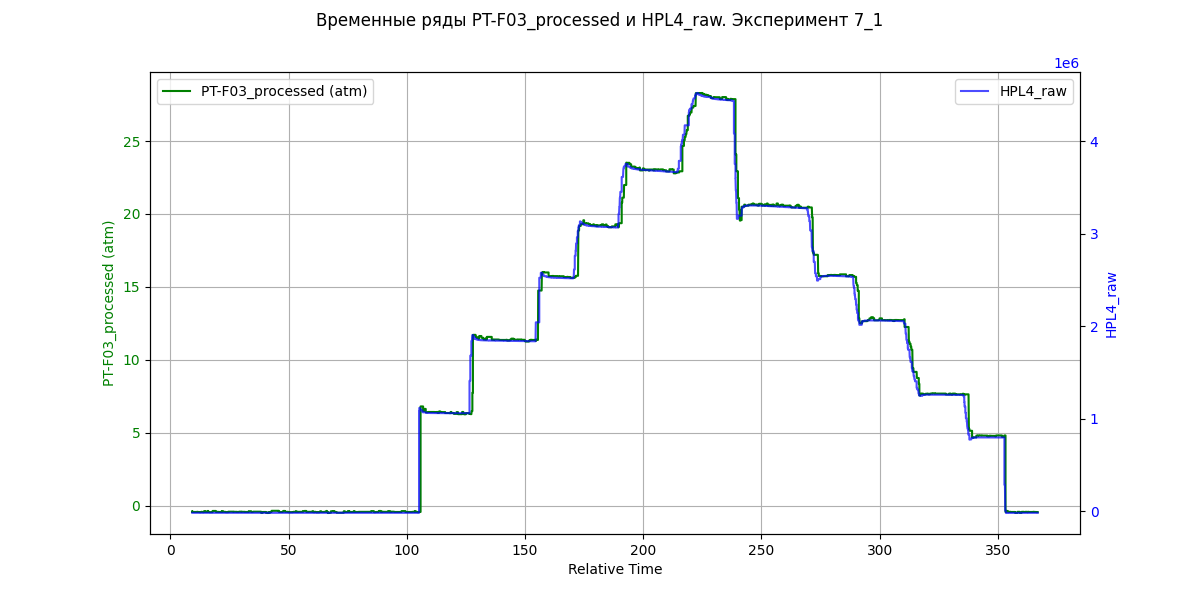 Временные ряды PT-F03_processed и HPL4_raw. Эксперимент 7_1
1e6
PT-F03_processed (atm)
HPL4_raw
PT-F03_processed (atm)
25
20
15
10
5
0
4
3
2
1
0
HPL4_raw
0 50 100 150 200 250 300 350
Relative Time